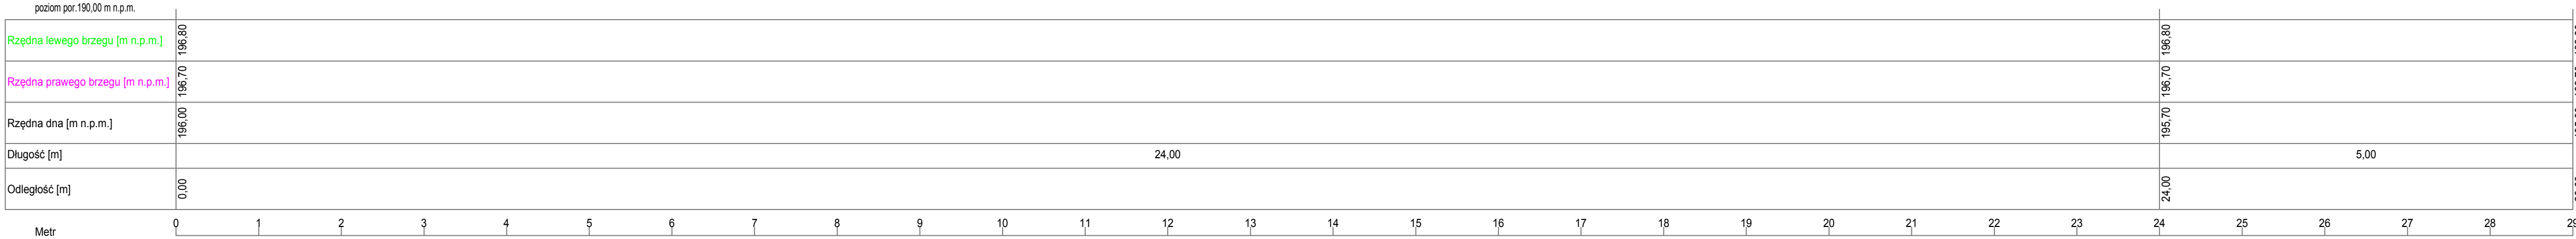 poziom por.190,00 m n.p.m.
Rzędna lewego brzegu [m n.p.m.] 196,80 196,80
Rzędna prawego brzegu [m n.p.m.] 196,70 196,70
Rzędna dna [m n.p.m.] 196,00 195,70
Długość [m] 24,00 5,00
Odległość [m] 0,00 24,00
Metr 0 1 2 3 4 5 6 7 8 9 10 11 12 13 14 15 16 17 18 19 20 21 22 23 24 25 26 27 28 29